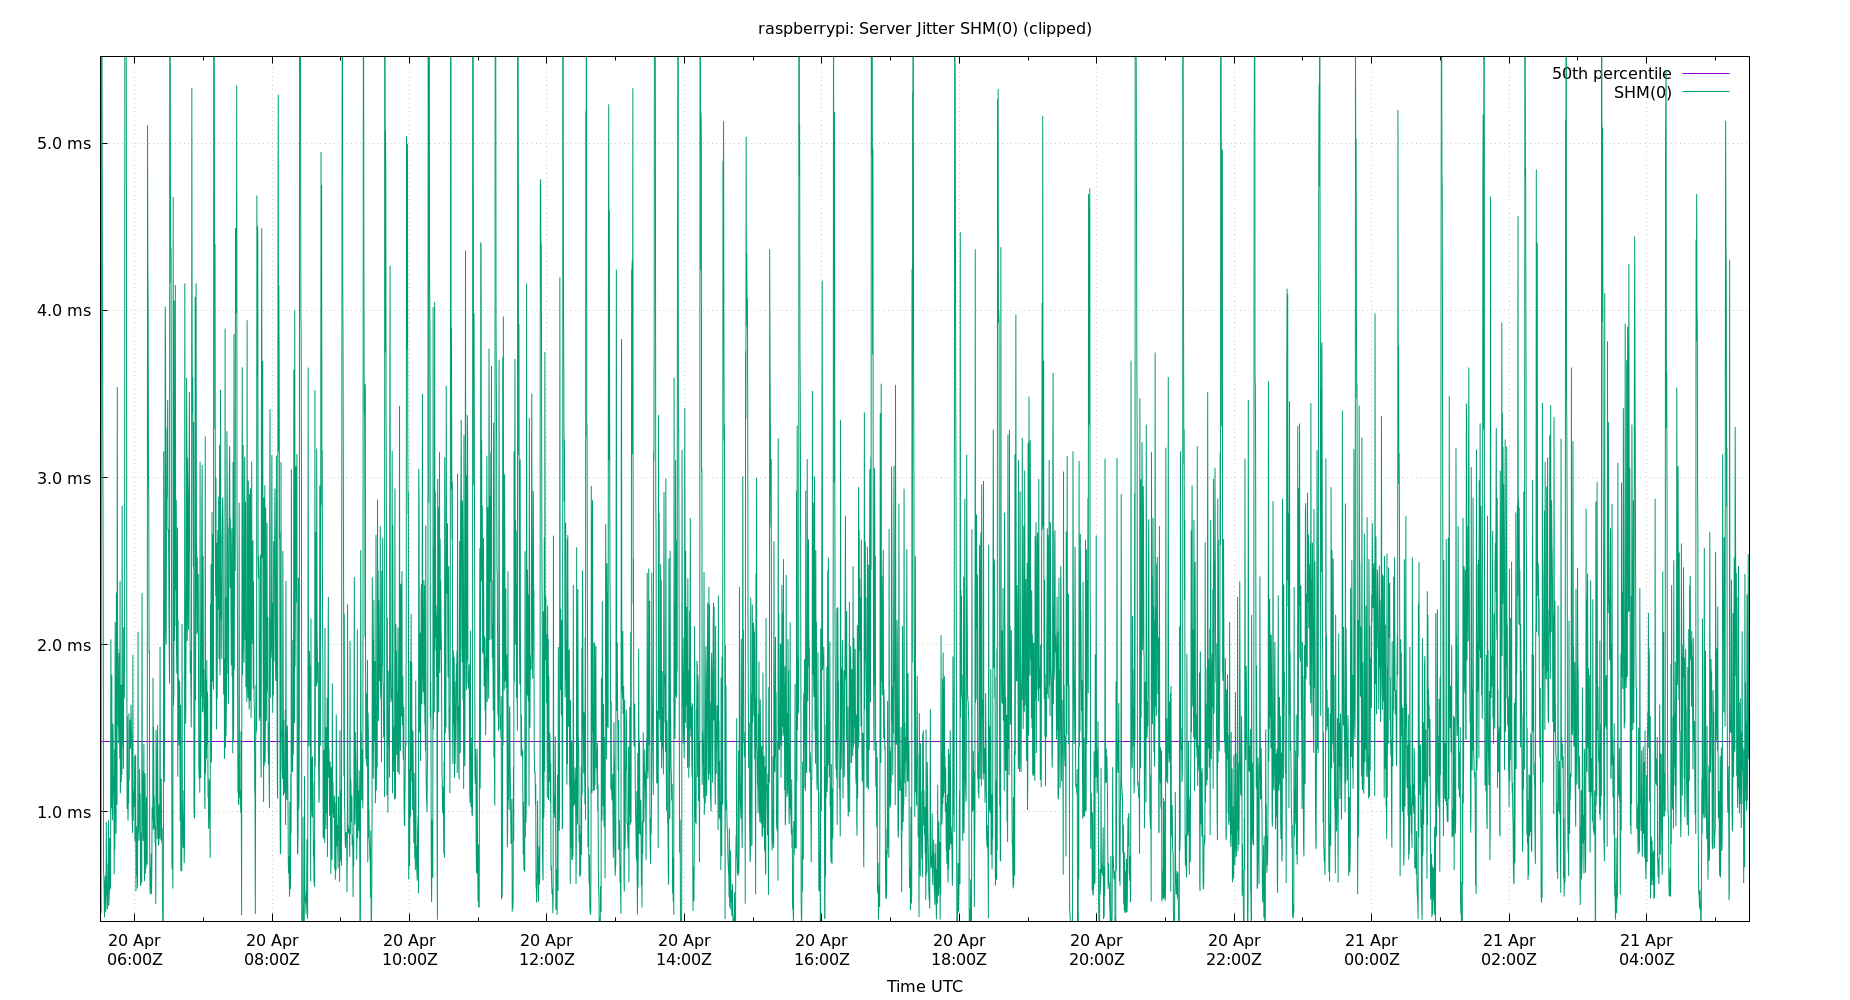 raspberrypi: Server Jitter SHM(0) (clipped)
50th percentile
SHM(0)
5.0 ms
4.0 ms
3.0 ms
2.0 ms
1.0 ms
20 Apr 20 Apr 20 Apr 20 Apr 20 Apr 20 Apr 20 Apr 20 Apr 20 Apr 21 Apr 21 Apr 21 Apr
06:00Z 08:00Z 10:00Z 12:00Z 14:00Z 16:00Z 18:00Z 20:00Z 22:00Z 00:00Z 02:00Z 04:00Z
Time UTC